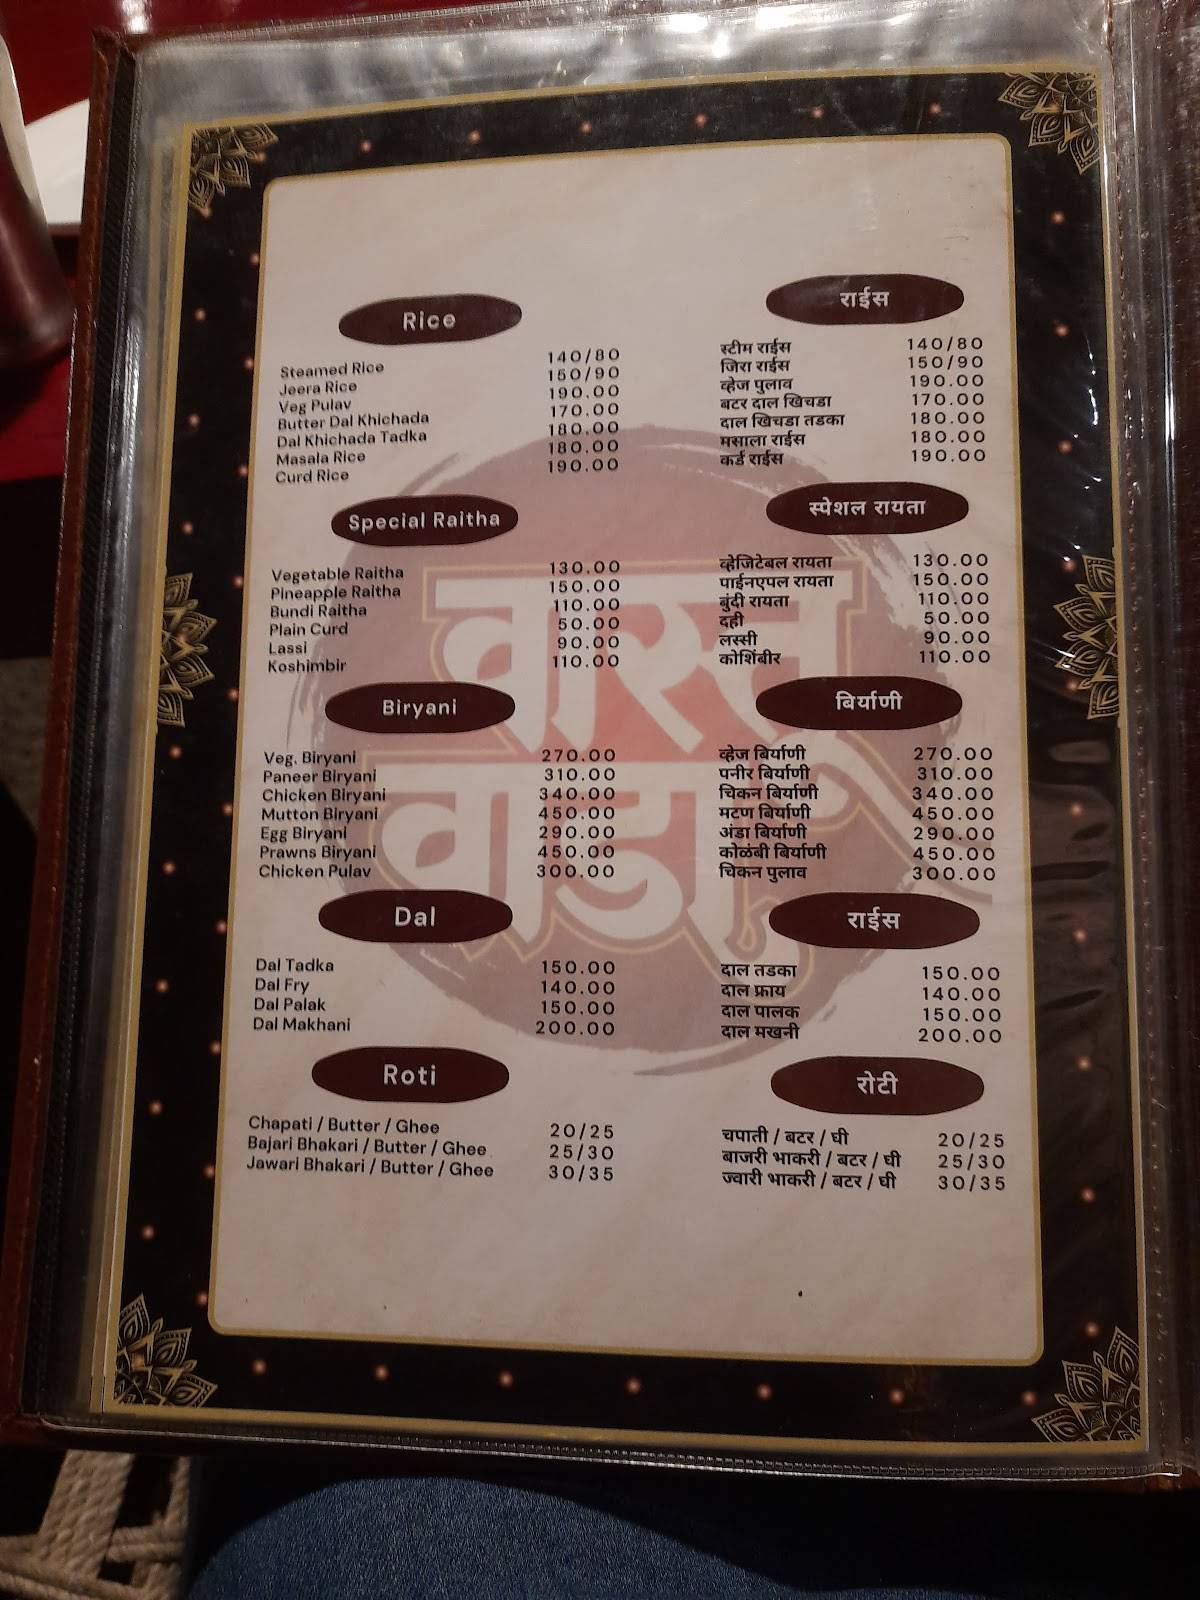 Rice
Steamed Rice 140/80
Jeera Rice 150/90
Veg Pulav 190.00
Butter Dal Khichada 170.00
Dal Khichada Tadka 180.00
Masala Rice 180.00
Curd Rice 190.00
Special Raitha
Vegetable Raitha 130.00
Pineapple Raitha 150.00
Bundi Raitha 110.00
Plain Curd 50.00
Lassi 90.00
Koshimbir 110.00
Biryani
Veg. Biryani 270.00
Paneer Biryani 310.00
Chicken Biryani 340.00
Mutton Biryani 450.00
Egg Biryani 290.00
Prawns Biryani 450.00
Chicken Pulav 300.00
Dal
Dal Tadka 150.00
Dal Fry 140.00
Dal Palak 150.00
Dal Makhani 200.00
Roti
Chapati / Butter / Ghee 20/25
Bajari Bhakari / Butter / Ghee 25/30
Jawari Bhakari / Butter / Ghee 30/35
राईस
स्टीम राईस 140/80
जिरा राईस 150/90
व्हेज पुलाव 190.00
बटर दाल खिचडा 170.00
दाल खिचडा तडका 180.00
मसाला राईस 180.00
कर्ड राईस 190.00
स्पेशल रायता
व्हेजिटेबल रायता 130.00
पाईनएपल रायता 150.00
बुंदी रायता 110.00
दही 50.00
लस्सी 90.00
कोशिंबीर 110.00
बिर्याणी
व्हेज बिर्याणी 270.00
पनीर बिर्याणी 310.00
चिकन बिर्याणी 340.00
मटण बिर्याणी 450.00
अंडा बिर्याणी 290.00
कोळंबी बिर्याणी 450.00
चिकन पुलाव 300.00
राईस
दाल तडका 150.00
दाल फ्राय 140.00
दाल पालक 150.00
दाल मखनी 200.00
रोटी
चपाती / बटर / घी 20/25
बाजरी भाकरी / बटर / घी 25/30
ज्वारी भाकरी / बटर / घी 30/35
वास्तू
वाडा